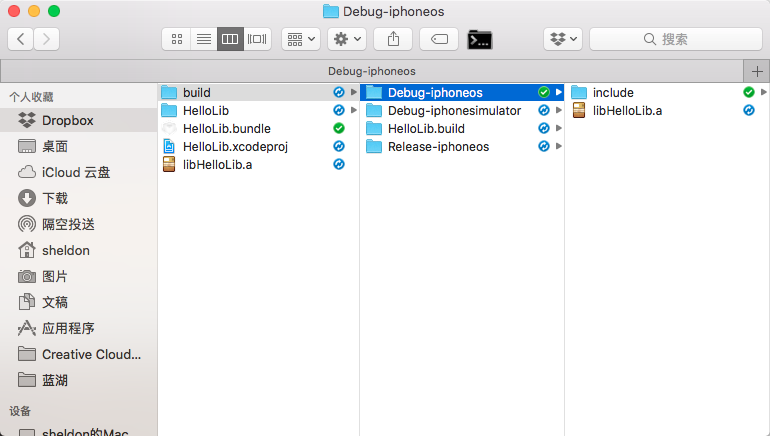 Debug-iphoneos
搜索
Debug-iphoneos
个人收藏
Dropbox
桌面
iCloud 云盘
下载
隔空投送
sheldon
图片
文稿
应用程序
Creative Cloud...
蓝湖
设备
sheldon的Mac
build
HelloLib
HelloLib.bundle
HelloLib.xcodeproj
libHelloLib.a
Debug-iphoneos
Debug-iphonesimulator
HelloLib.build
Release-iphoneos
include
libHelloLib.a